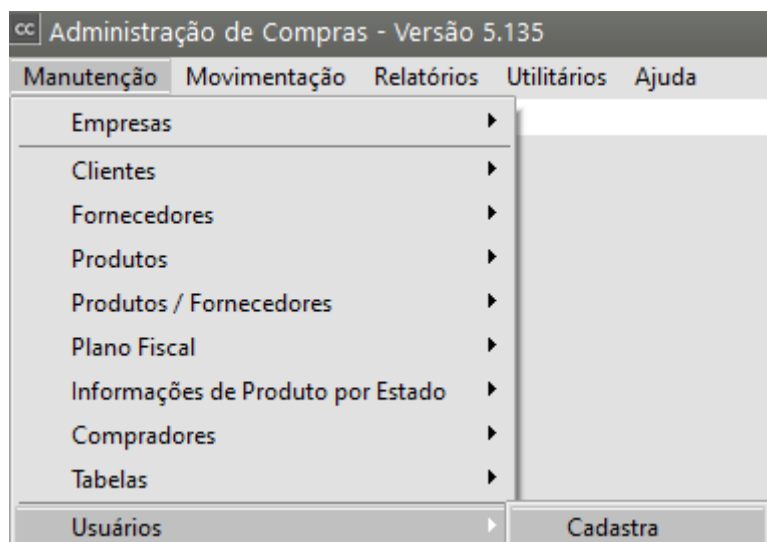 cc Administração de Compras - Versão 5.135
Manutenção Movimentação Relatórios Utilitários Ajuda
Empresas
Clientes
Fornecedores
Produtos
Produtos / Fornecedores
Plano Fiscal
Informações de Produto por Estado
Compradores
Tabelas
Usuários Cadastra